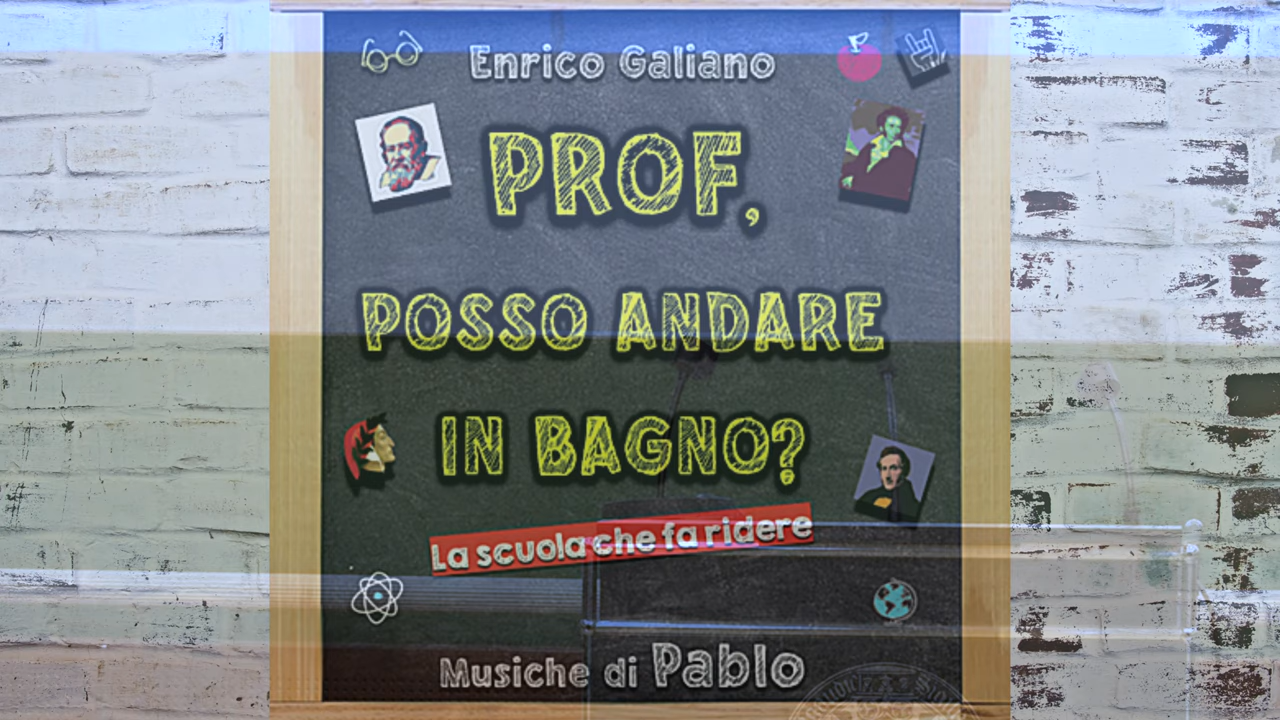 Enrico Galiano
PROF,
POSSO ANDARE
IN BAGNO?
La scuola che fa ridere
Musiche di Pablo